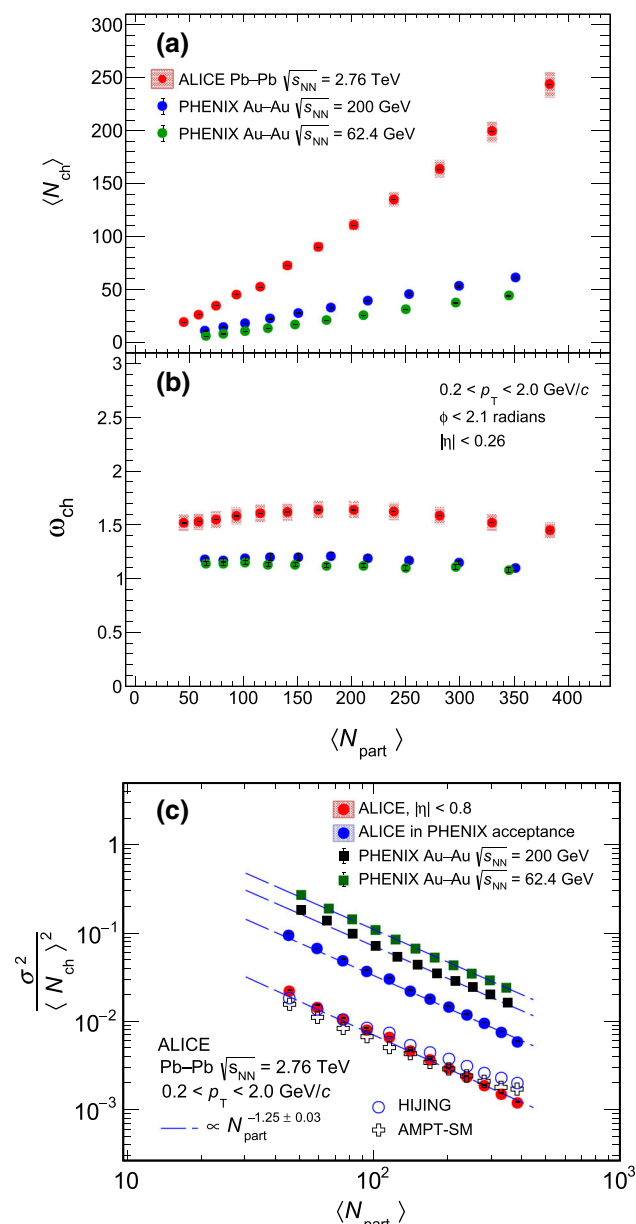 (a)
ALICE Pb–Pb √sNN = 2.76 TeV
PHENIX Au–Au √sNN = 200 GeV
PHENIX Au–Au √sNN = 62.4 GeV
300
250
200
150
100
50
0
⟨Nch⟩
(b)
0.2 < pT < 2.0 GeV/c
ϕ < 2.1 radians
|η| < 0.26
3
2.5
2
1.5
1
0.5
0
ωch
0 50 100 150 200 250 300 350 400
⟨Npart⟩
(c)
ALICE, |η| < 0.8
ALICE in PHENIX acceptance
PHENIX Au–Au √sNN = 200 GeV
PHENIX Au–Au √sNN = 62.4 GeV
1
10⁻¹
10⁻²
10⁻³
σ²
⟨Nch⟩²
ALICE
Pb–Pb √sNN = 2.76 TeV
0.2 < pT < 2.0 GeV/c
∝ Npart^−1.25 ± 0.03
HIJING
AMPT-SM
10 10² 10³
⟨Npart⟩